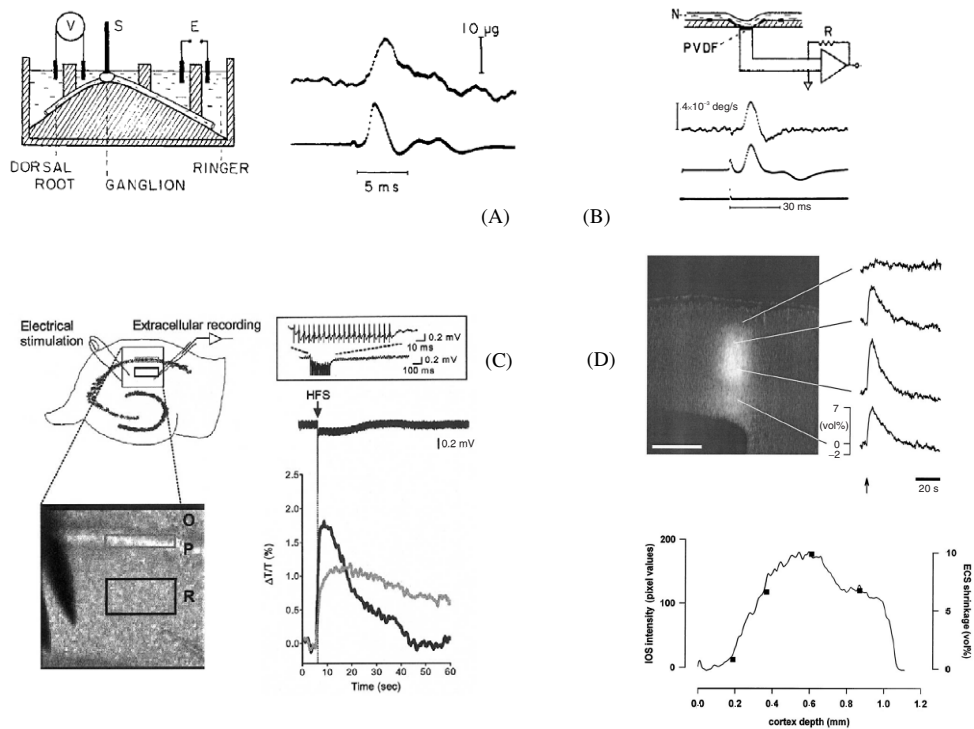 V
S
E
DORSAL
ROOT
GANGLION
RINGER
10 µg
5 ms
(A)
N
PVDF
R
.4×10⁻³ deg/s
30 ms
(B)
Electrical
stimulation
Extracellular recording
O
P
R
0.2 mV
10 ms
0.2 mV
100 ms
HFS
0.2 mV
ΔT/T (%)
2.5
2.0
1.5
1.0
0.5
0.0
0 10 20 30 40 50 60
Time (sec)
(C)
(D)
7
(vol%)
0
−2
20 s
IOS intensity (pixel values)
200
100
0
ECS shrinkage (vol%)
10
5
0
0.0 0.2 0.4 0.6 0.8 1.0 1.2
cortex depth (mm)